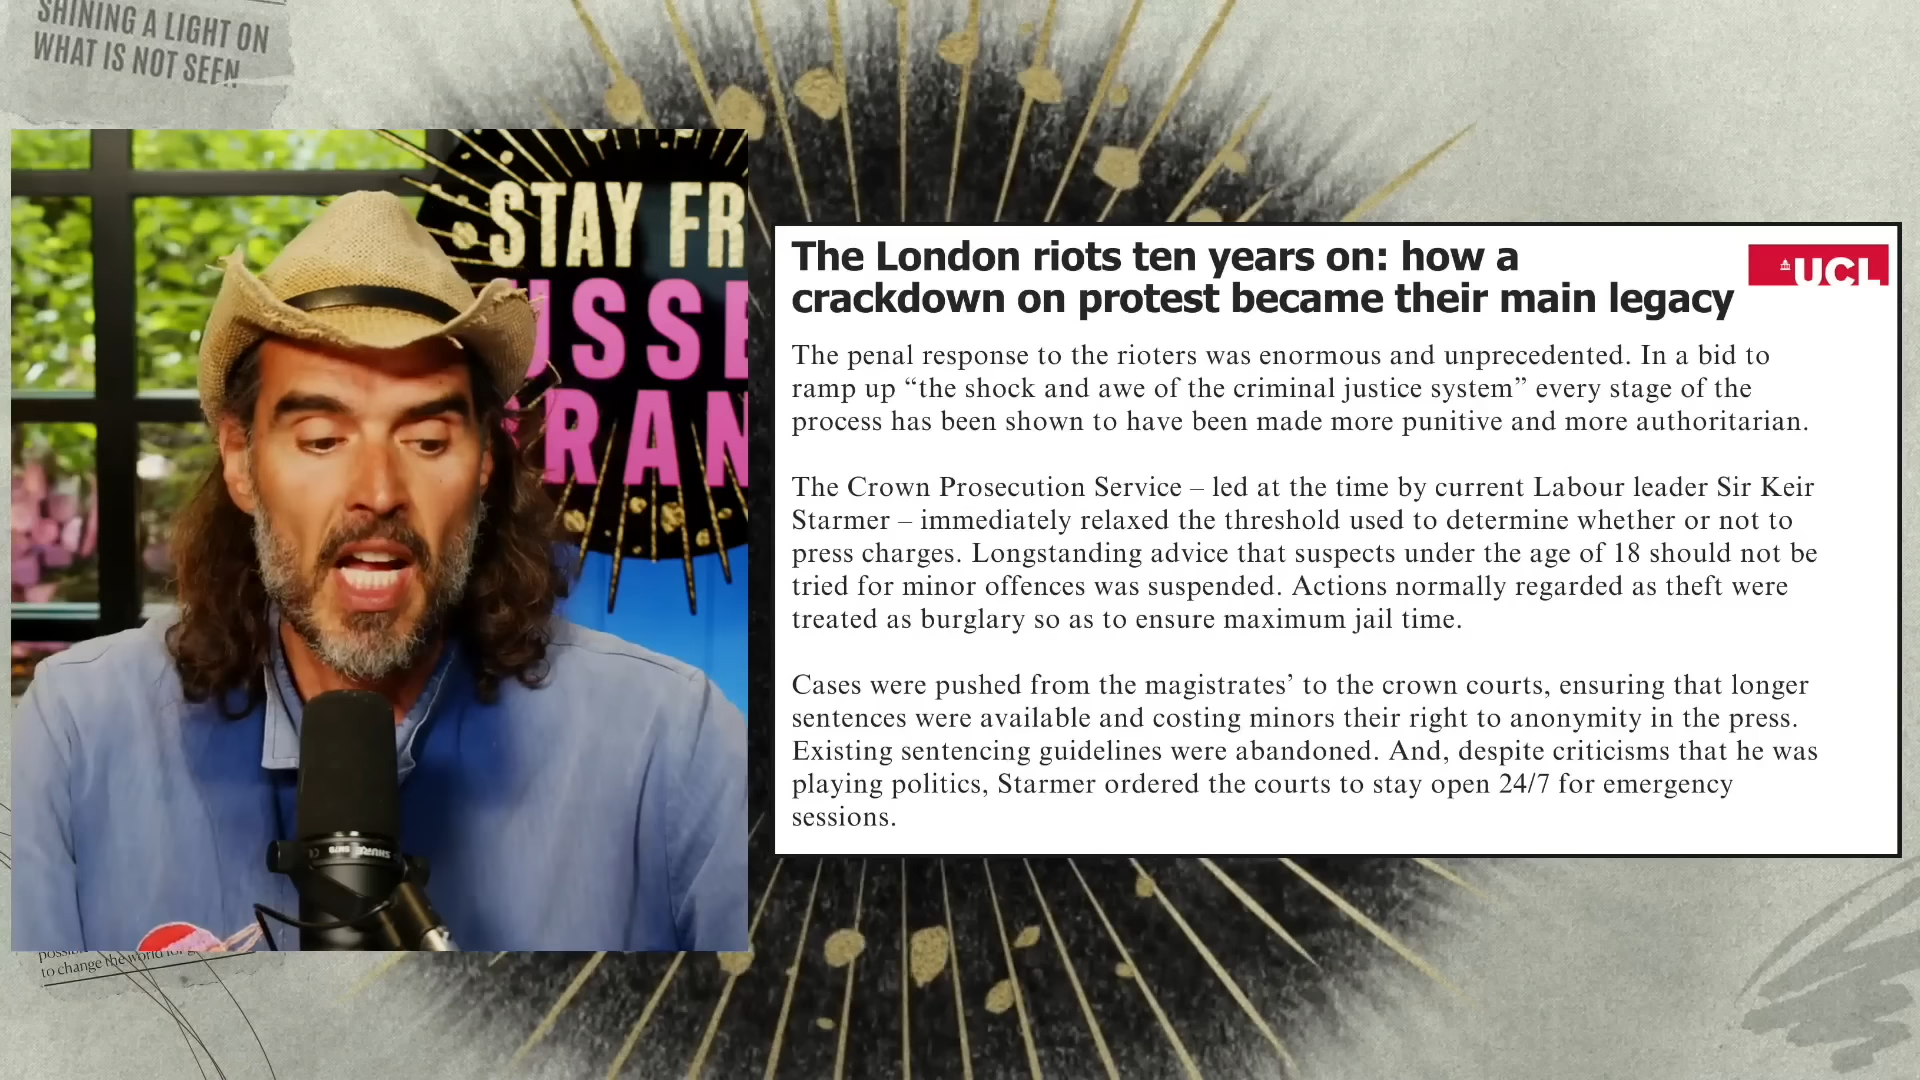 SHINING A LIGHT ON
WHAT IS NOT SEEN
STAY FR
USSE
RAN
SHURE SM7B
to change the world for g
The London riots ten years on: how a
crackdown on protest became their main legacy
UCL
The penal response to the rioters was enormous and unprecedented. In a bid to
ramp up “the shock and awe of the criminal justice system” every stage of the
process has been shown to have been made more punitive and more authoritarian.
The Crown Prosecution Service – led at the time by current Labour leader Sir Keir
Starmer – immediately relaxed the threshold used to determine whether or not to
press charges. Longstanding advice that suspects under the age of 18 should not be
tried for minor offences was suspended. Actions normally regarded as theft were
treated as burglary so as to ensure maximum jail time.
Cases were pushed from the magistrates’ to the crown courts, ensuring that longer
sentences were available and costing minors their right to anonymity in the press.
Existing sentencing guidelines were abandoned. And, despite criticisms that he was
playing politics, Starmer ordered the courts to stay open 24/7 for emergency
sessions.